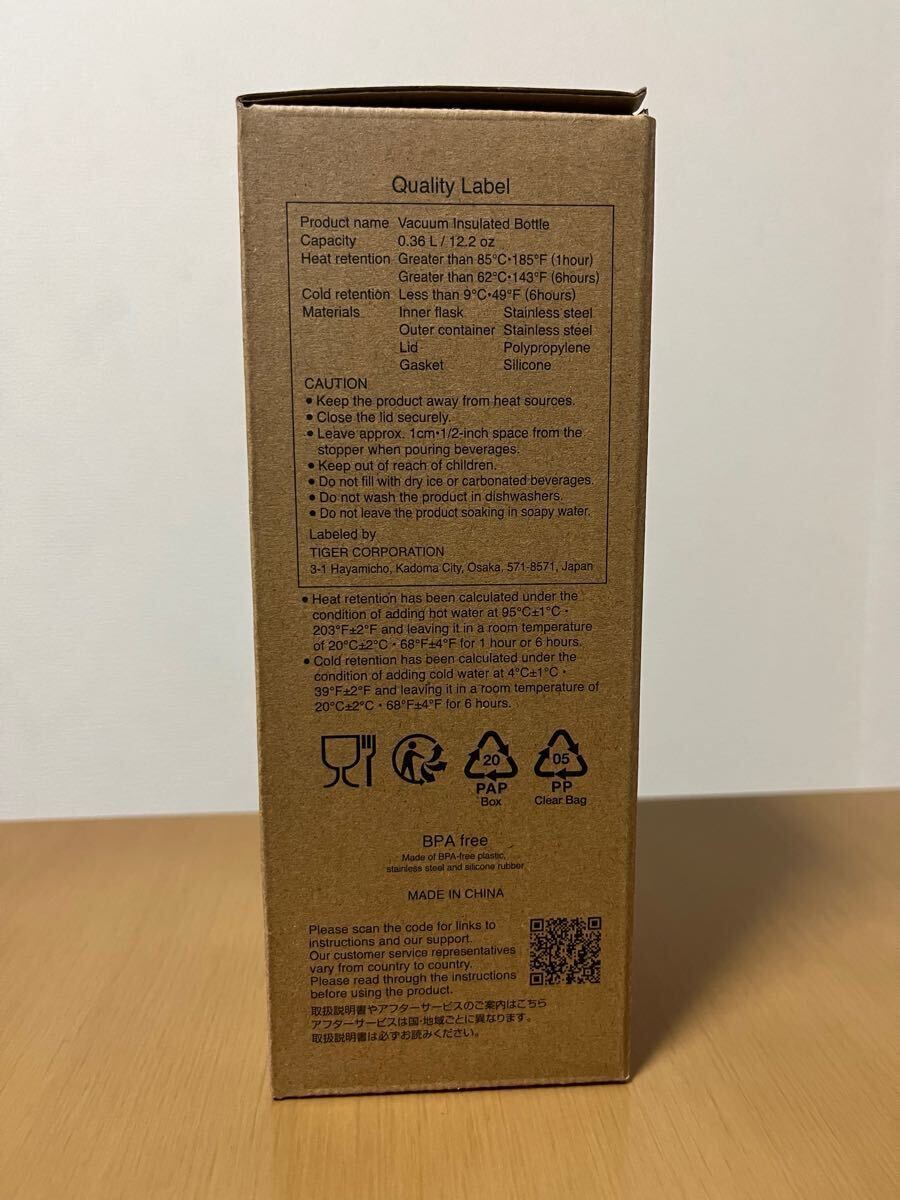 Quality Label
Product name Vacuum Insulated Bottle
Capacity 0.36 L / 12.2 oz
Heat retention Greater than 85°C・185°F (1hour)
Greater than 62°C・143°F (6hours)
Cold retention Less than 9°C・49°F (6hours)
Materials Inner flask Stainless steel
Outer container Stainless steel
Lid Polypropylene
Gasket Silicone
CAUTION
● Keep the product away from heat sources.
● Close the lid securely.
● Leave approx. 1cm・1/2-inch space from the
stopper when pouring beverages.
● Keep out of reach of children.
● Do not fill with dry ice or carbonated beverages.
● Do not wash the product in dishwashers.
● Do not leave the product soaking in soapy water.
Labeled by
TIGER CORPORATION
3-1 Hayamicho, Kadoma City, Osaka, 571-8571, Japan
● Heat retention has been calculated under the
condition of adding hot water at 95°C±1°C・
203°F±2°F and leaving it in a room temperature
of 20°C±2°C・68°F±4°F for 1 hour or 6 hours.
● Cold retention has been calculated under the
condition of adding cold water at 4°C±1°C・
39°F±2°F and leaving it in a room temperature of
20°C±2°C・68°F±4°F for 6 hours.
20 05
PAP PP
Box Clear Bag
BPA free
Made of BPA-free plastic,
stainless steel and silicone rubber
MADE IN CHINA
Please scan the code for links to
instructions and our support.
Our customer service representatives
vary from country to country.
Please read through the instructions
before using the product.
取扱説明書やアフターサービスのご案内はこちら
アフターサービスは国・地域ごとに異なります。
取扱説明書は必ずお読みください。